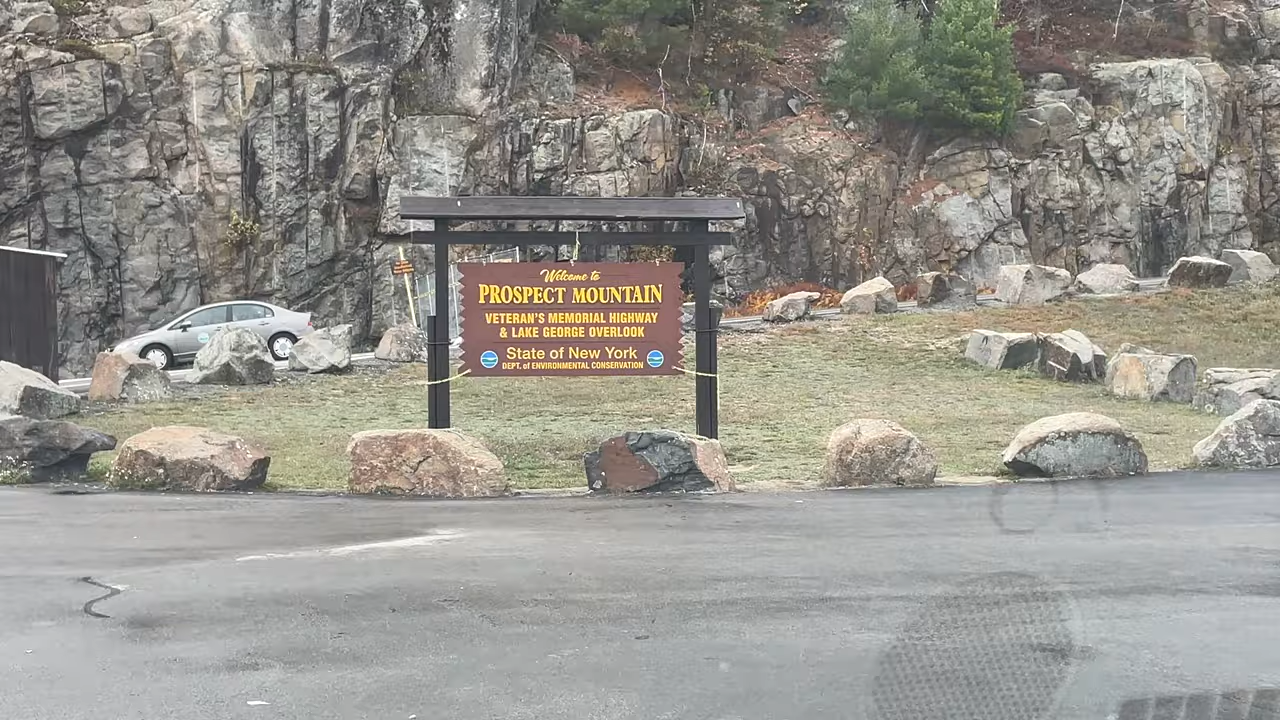 Welcome to
PROSPECT MOUNTAIN
VETERAN'S MEMORIAL HIGHWAY
& LAKE GEORGE OVERLOOK
State of New York
DEPT. of ENVIRONMENTAL CONSERVATION